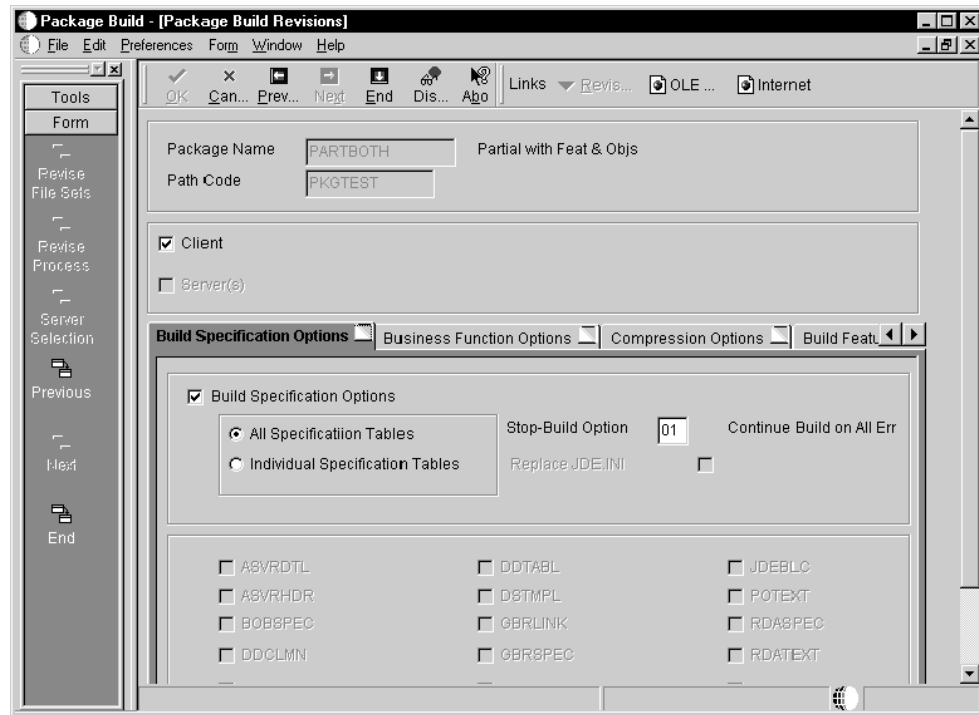 Package Build - [Package Build Revisions]
File Edit Preferences Form Window Help
Tools
Form
Revise
File Sets
Revise
Process
Server
Selection
Previous
Next
End
OK Can... Prev... Next End Dis... Abo Links Revis... OLE ... Internet
Package Name PARTBOTH Partial with Feat & Objs
Path Code PKGTEST
Client
Server(s)
Build Specification Options Business Function Options Compression Options Build Featu
Build Specification Options
All Specificatiion Tables
Individual Specification Tables
Stop-Build Option 01 Continue Build on All Err
Replace JDE.INI
ASVRDTL DDTABL JDEBLC
ASVRHDR DSTMPL POTEXT
BOBSPEC GBRLINK RDASPEC
DDCLMN GBRSPEC RDATEXT